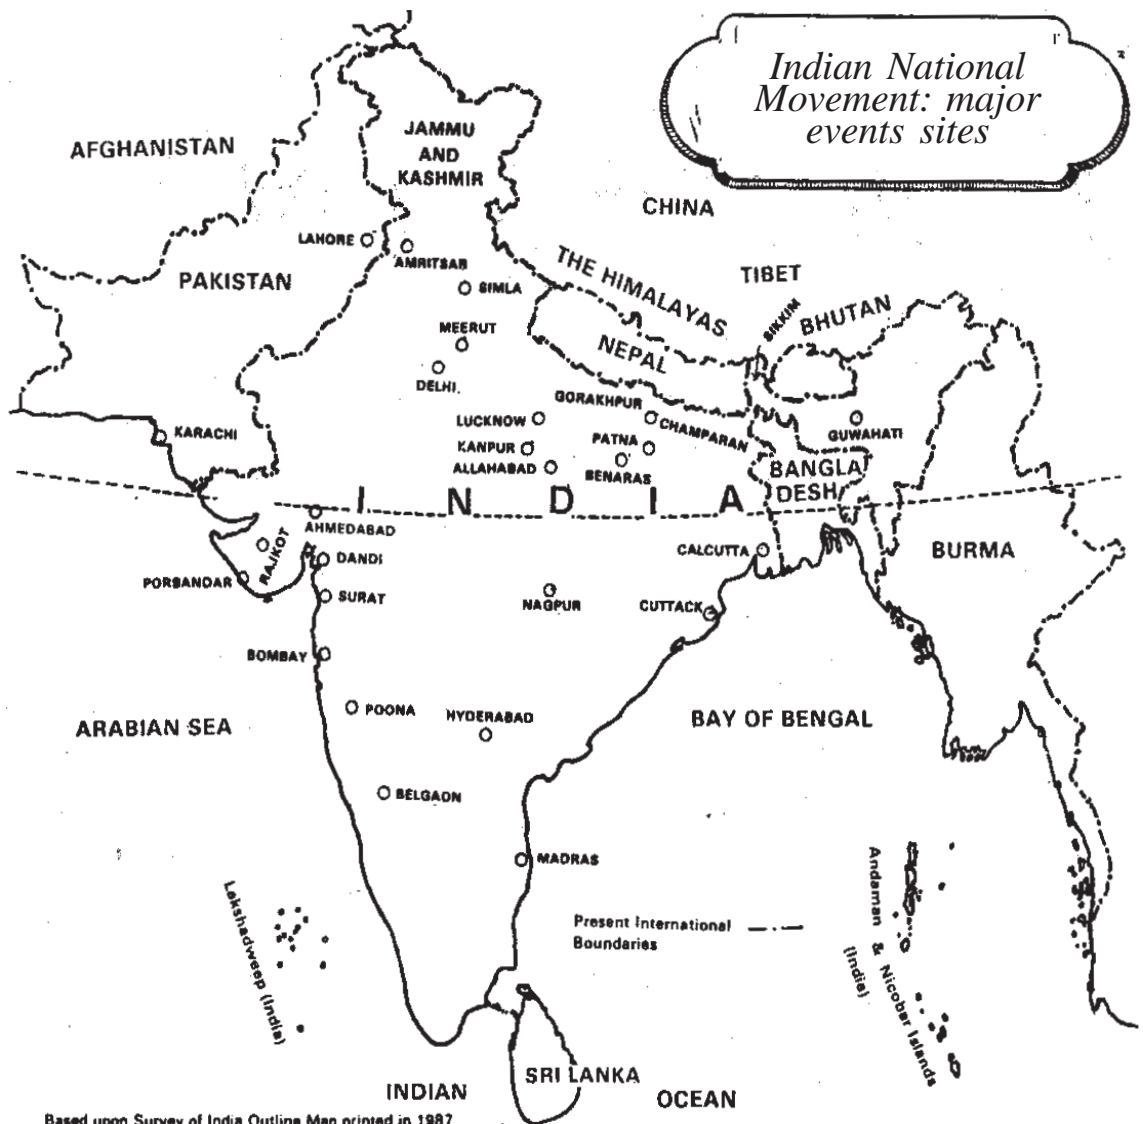 Indian National
Movement: major
events sites
AFGHANISTAN
JAMMU
AND
KASHMIR
CHINA
LAHORE
AMRITSAR
PAKISTAN
SIMLA
THE HIMALAYAS
TIBET
SIKKIM
BHUTAN
MEERUT
NEPAL
DELHI.
GORAKHPUR
LUCKNOW
CHAMPARAN
KARACHI
KANPUR
PATNA
GUWAHATI
ALLAHABAD
BENARAS
BANGLA
DESH
INDIA
AHMEDABAD
RAJKOT
DANDI
CALCUTTA
BURMA
PORBANDAR
SURAT
NAGPUR
CUTTACK
BOMBAY
POONA
HYDERABAD
ARABIAN SEA
BAY OF BENGAL
BELGAON
MADRAS
Lakshadweep (India)
Present International
Boundaries
Andaman & Nicobar Islands
(India)
SRI LANKA
INDIAN
OCEAN
Based upon Survey of India Outline Map printed in 1987